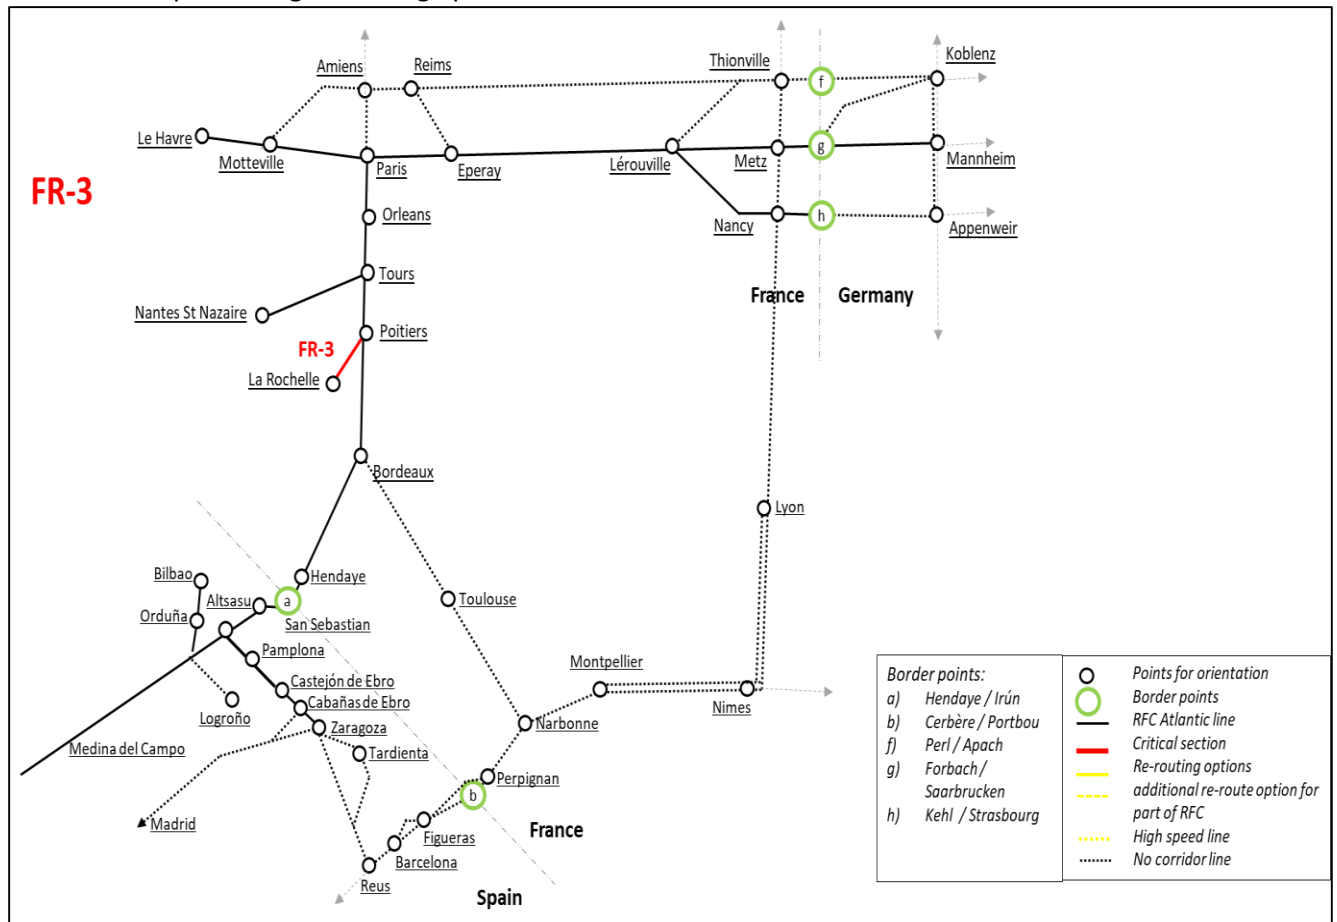 Amiens
Reims
Thionville
Koblenz
f
Le Havre
Motteville
Paris
Eperay
Lérouville
Metz
g
Mannheim
FR-3
Orleans
Nancy
h
Appenweir
Tours
France
Germany
Nantes St Nazaire
Poitiers
FR-3
La Rochelle
Bordeaux
Lyon
Bilbao
Hendaye
Altsasu
a
Toulouse
Orduña
San Sebastian
Pamplona
Montpellier
Castejón de Ebro
Cabañas de Ebro
Logroño
Nimes
Zaragoza
Narbonne
Medina del Campo
Tardienta
Perpignan
b
Madrid
Figueras
France
Barcelona
Reus
Spain
Border points:
a) Hendaye / Irún
b) Cerbère / Portbou
f) Perl / Apach
g) Forbach /
Saarbrucken
h) Kehl / Strasbourg
Points for orientation
Border points
RFC Atlantic line
Critical section
Re-routing options
additional re-route option for
part of RFC
High speed line
No corridor line